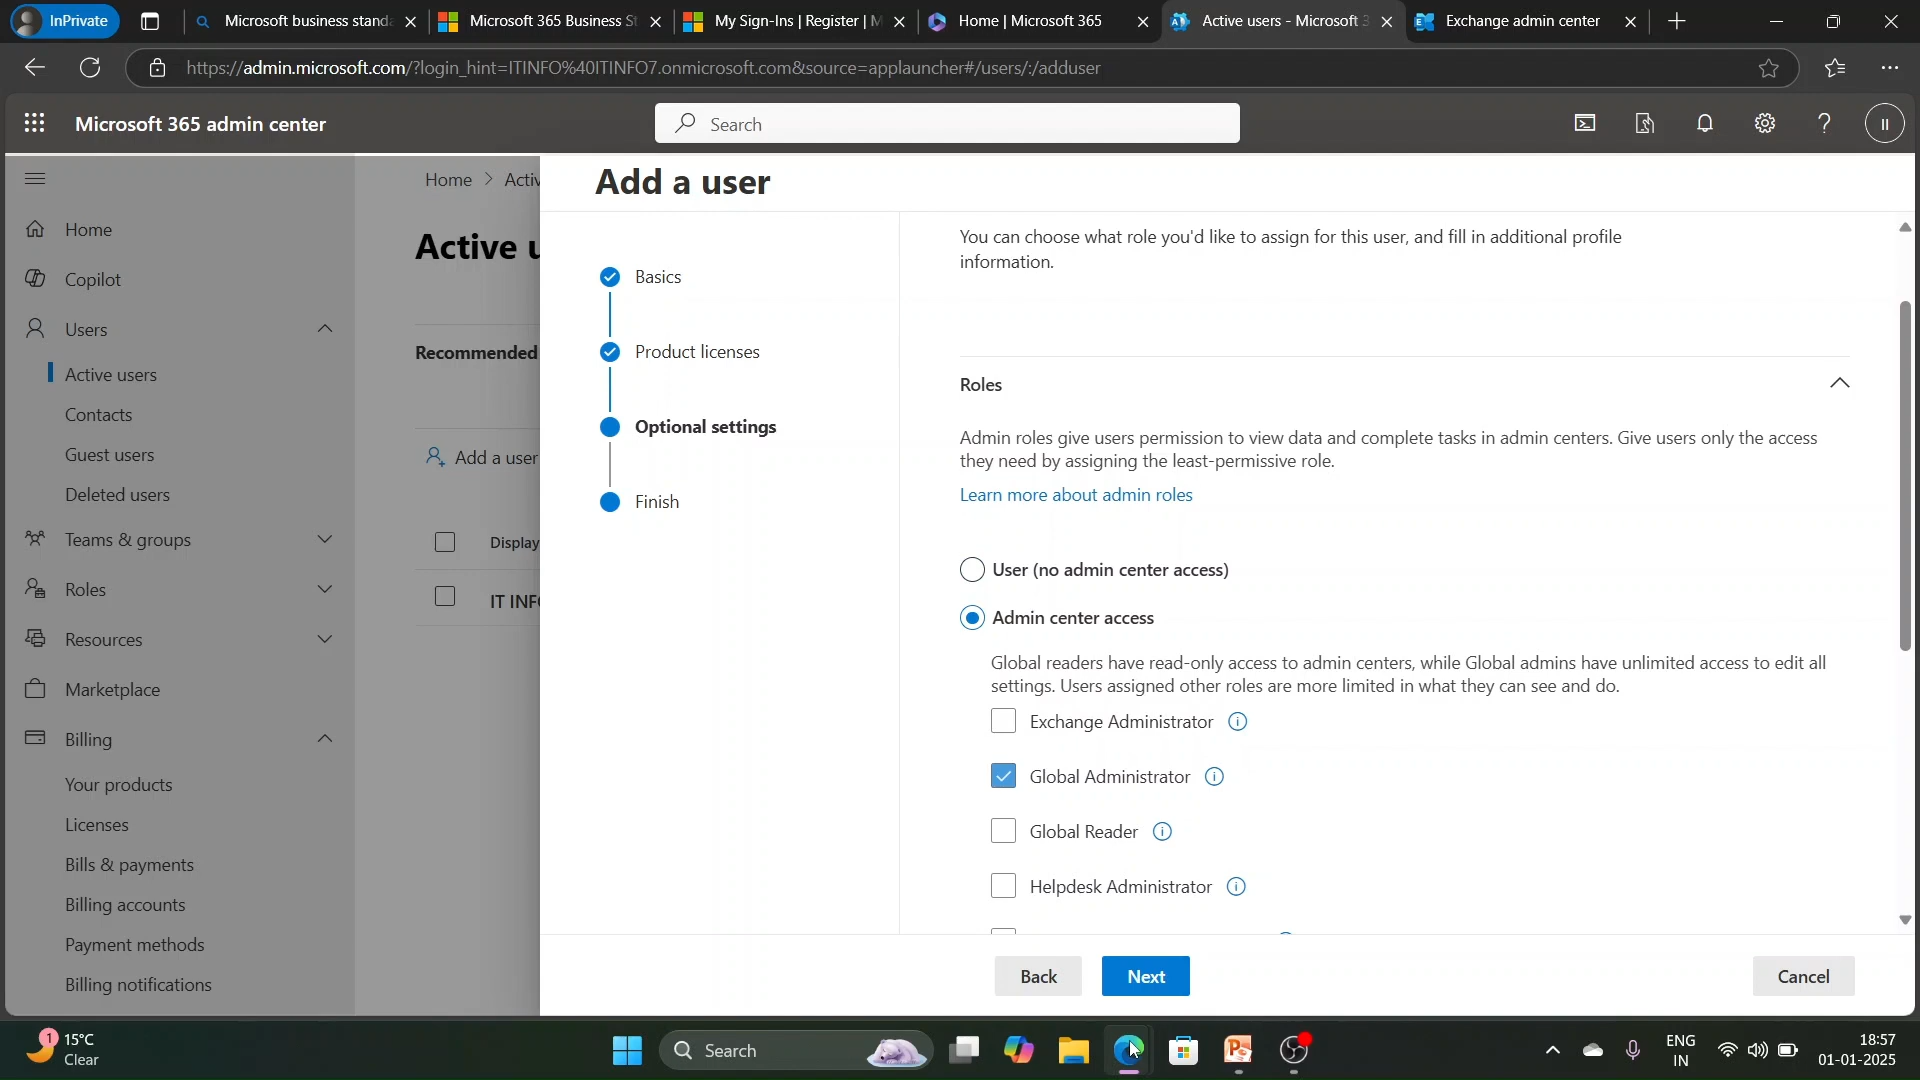 InPrivate
Microsoft business standa
Microsoft 365 Business St
My Sign-Ins | Register | M
Home | Microsoft 365
Active users - Microsoft 3
Exchange admin center
https://admin.microsoft.com/?login_hint=ITINFO%40ITINFO7.onmicrosoft.com&source=applauncher#/users/:/adduser
Microsoft 365 admin center
Search
II
Home
Copilot
Users
Active users
Contacts
Guest users
Deleted users
Teams & groups
Roles
Resources
Marketplace
Billing
Your products
Licenses
Bills & payments
Billing accounts
Payment methods
Billing notifications
Home > Activ
Active u
Recommended
Add a user
Display
IT INFO
Add a user
Basics
Product licenses
Optional settings
Finish
You can choose what role you'd like to assign for this user, and fill in additional profile
information.
Roles
Admin roles give users permission to view data and complete tasks in admin centers. Give users only the access
they need by assigning the least-permissive role.
Learn more about admin roles
User (no admin center access)
Admin center access
Global readers have read-only access to admin centers, while Global admins have unlimited access to edit all
settings. Users assigned other roles are more limited in what they can see and do.
Exchange Administrator
Global Administrator
Global Reader
Helpdesk Administrator
Back
Next
Cancel
1
15°C
Clear
Search
ENG
IN
18:57
01-01-2025